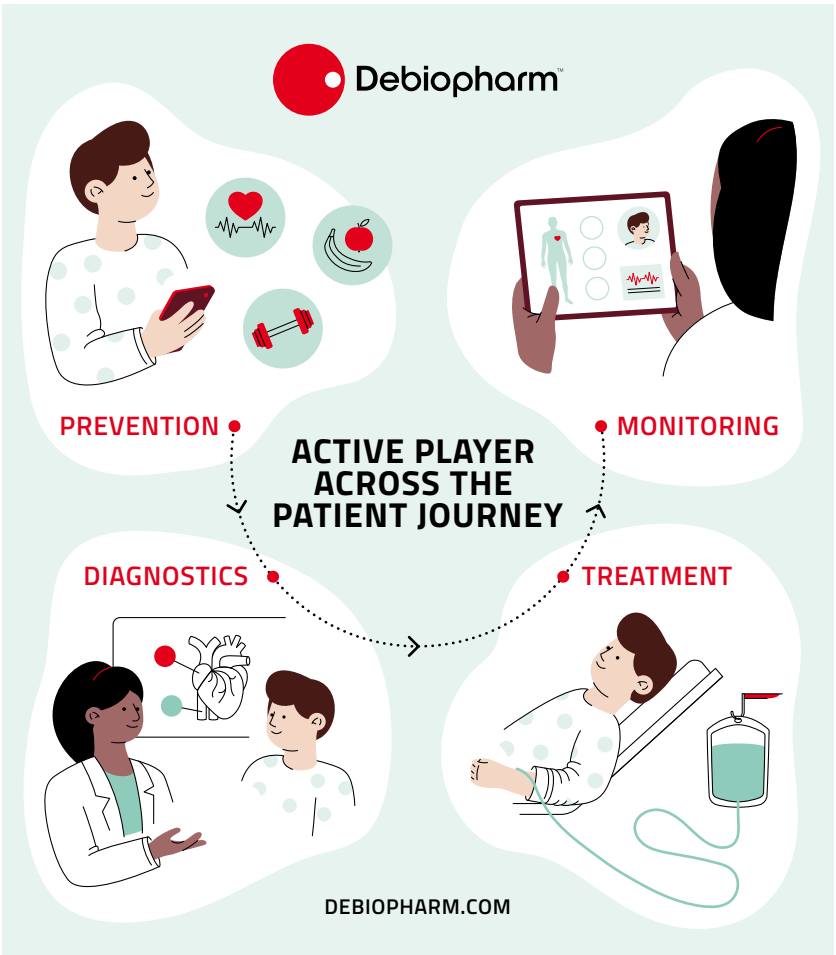 Debiopharm™
PREVENTION
MONITORING
ACTIVE PLAYER
ACROSS THE
PATIENT JOURNEY
DIAGNOSTICS
TREATMENT
DEBIOPHARM.COM